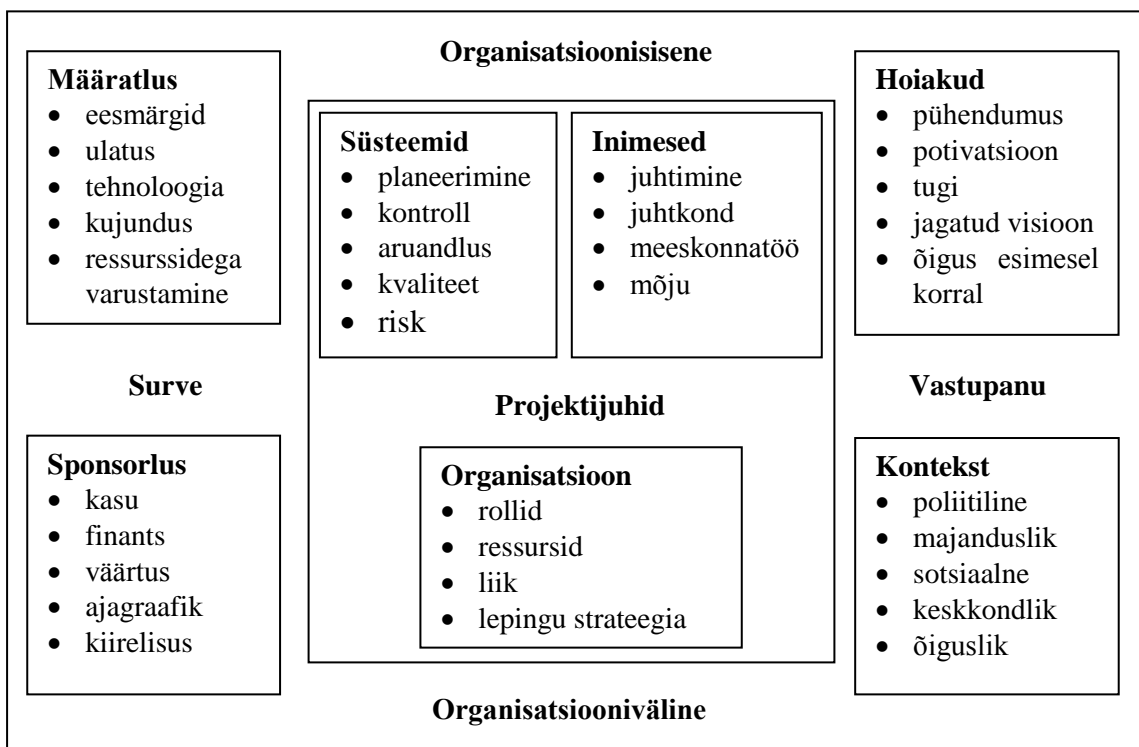 Organisatsioonisisene
Määratlus
• eesmärgid
• ulatus
• tehnoloogia
• kujundus
• ressurssidega
varustamine
Süsteemid
• planeerimine
• kontroll
• aruandlus
• kvaliteet
• risk
Inimesed
• juhtimine
• juhtkond
• meeskonnatöö
• mõju
Hoiakud
• pühendumus
• potivatsioon
• tugi
• jagatud visioon
• õigus esimesel
korral
Surve
Projektijuhid
Vastupanu
Sponsorlus
• kasu
• finants
• väärtus
• ajagraafik
• kiirelisus
Organisatsioon
• rollid
• ressursid
• liik
• lepingu strateegia
Kontekst
• poliitiline
• majanduslik
• sotsiaalne
• keskkondlik
• õiguslik
Organisatsiooniväline